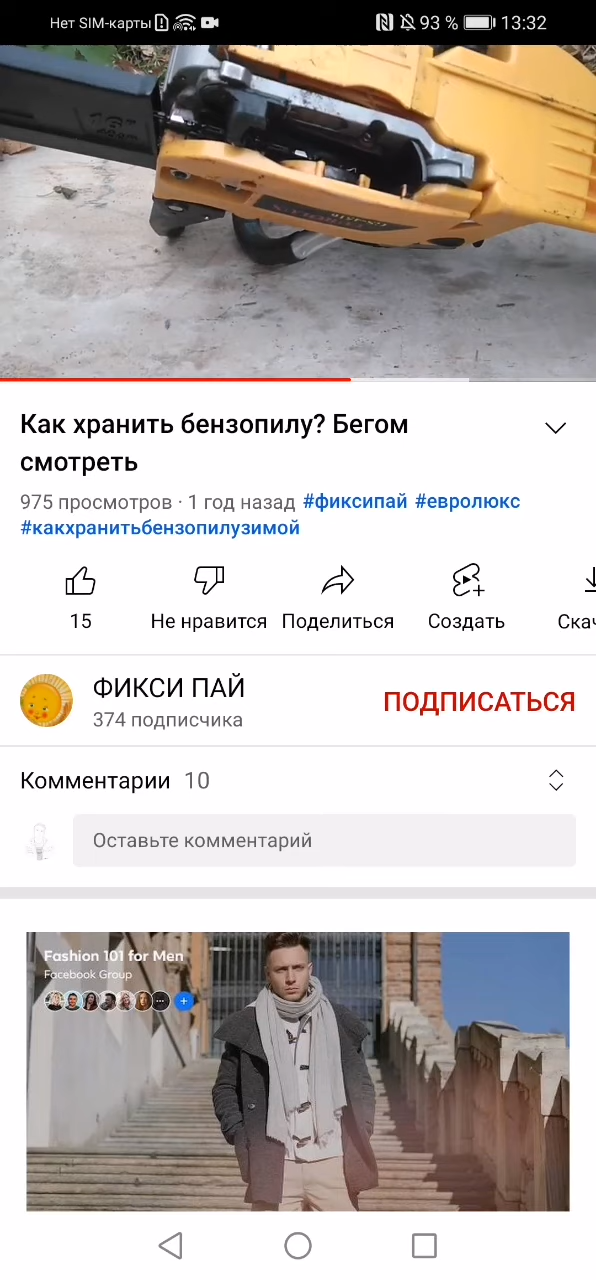 Нет SIM-карты
93 %
13:32
16"
Как хранить бензопилу? Бегом
смотреть
975 просмотров · 1 год назад #фиксипай #евролюкс
#какхранитьбензопилузимой
15
Не нравится
Поделиться
Создать
Скач
ФИКСИ ПАЙ
374 подписчика
ПОДПИСАТЬСЯ
Комментарии 10
Оставьте комментарий
Fashion 101 for Men
Facebook Group